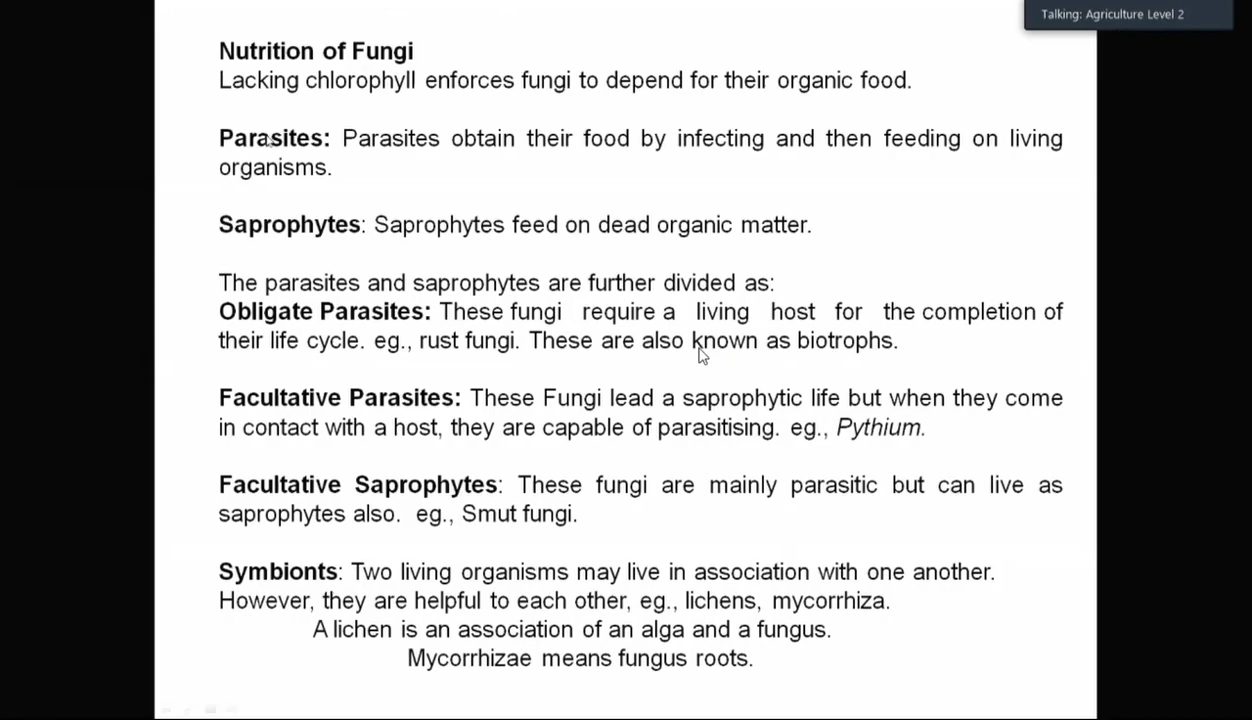 Talking: Agriculture Level 2
Nutrition of Fungi
Lacking chlorophyll enforces fungi to depend for their organic food.
Parasites: Parasites obtain their food by infecting and then feeding on living
organisms.
Saprophytes: Saprophytes feed on dead organic matter.
The parasites and saprophytes are further divided as:
Obligate Parasites: These fungi require a living host for the completion of
their life cycle. eg., rust fungi. These are also known as biotrophs.
Facultative Parasites: These Fungi lead a saprophytic life but when they come
in contact with a host, they are capable of parasitising. eg., Pythium.
Facultative Saprophytes: These fungi are mainly parasitic but can live as
saprophytes also. eg., Smut fungi.
Symbionts: Two living organisms may live in association with one another.
However, they are helpful to each other, eg., lichens, mycorrhiza.
A lichen is an association of an alga and a fungus.
Mycorrhizae means fungus roots.